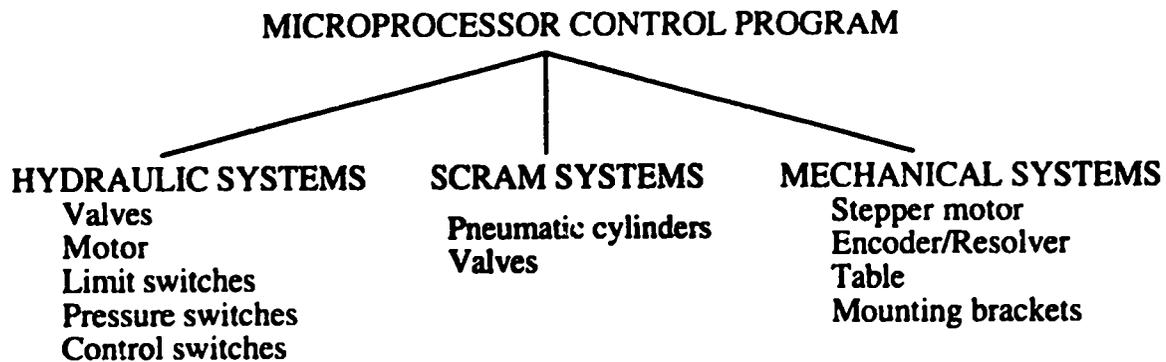 MICROPROCESSOR CONTROL PROGRAM
HYDRAULIC SYSTEMS
Valves
Motor
Limit switches
Pressure switches
Control switches
SCRAM SYSTEMS
Pneumatic cylinders
Valves
MECHANICAL SYSTEMS
Stepper motor
Encoder/Resolver
Table
Mounting brackets